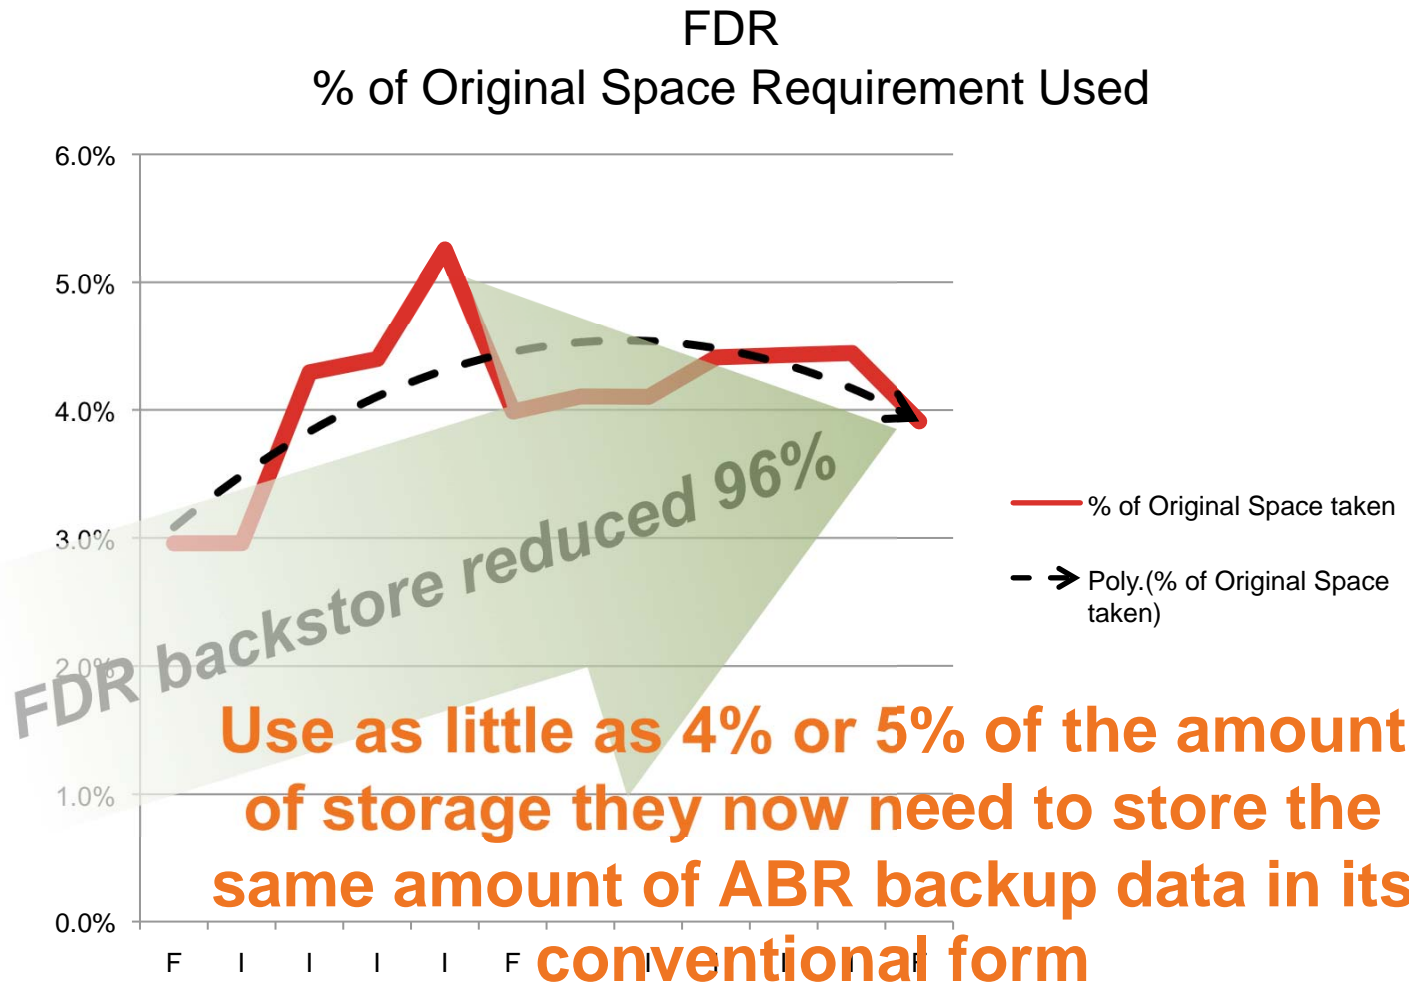 FDR
% of Original Space Requirement Used
6.0%
5.0%
4.0%
3.0%
2.0%
1.0%
0.0%
FDR backstore reduced 96%
% of Original Space taken
Poly.(% of Original Space
taken)
Use as little as 4% or 5% of the amount
of storage they now need to store the
same amount of ABR backup data in its
conventional form
F I I I I F I I I I F